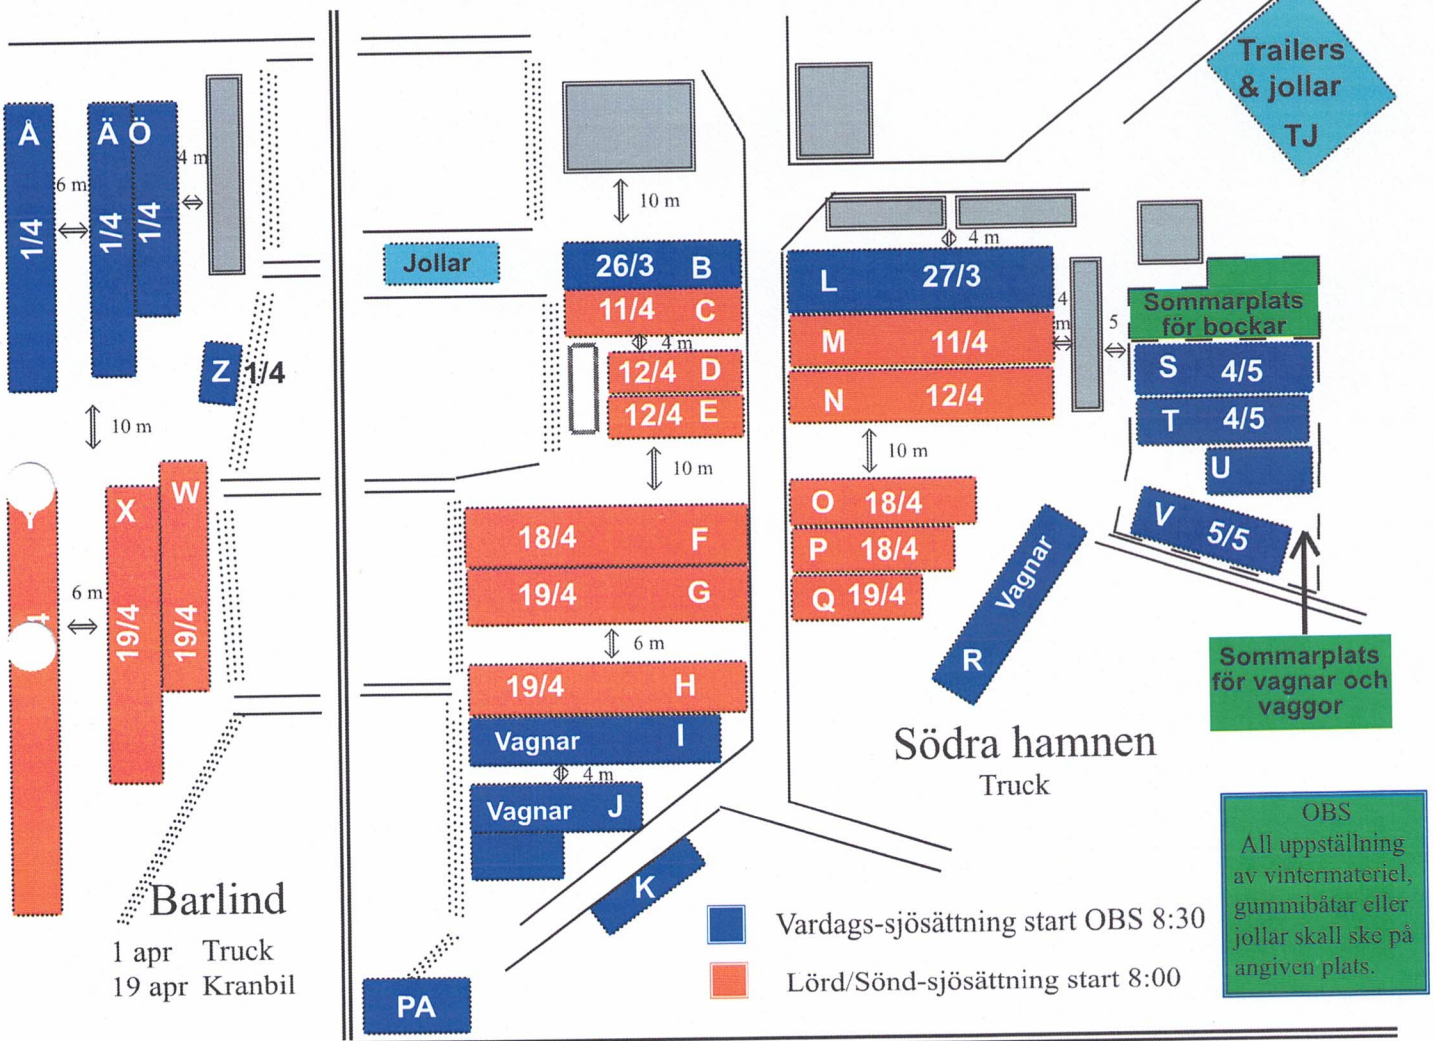 Trailers
& jollar
TJ
Å
1/4
6 m
Ä
1/4
Ö
1/4
4 m
Z
1/4
10 m
Y
X
19/4
W
19/4
6 m
Barlind
1 apr Truck
19 apr Kranbil
10 m
Jollar
26/3 B
11/4 C
4 m
12/4 D
12/4 E
10 m
18/4 F
19/4 G
6 m
19/4 H
Vagnar I
4 m
Vagnar J
K
PA
4 m
L 27/3
M 11/4
N 12/4
4
m
5
10 m
O 18/4
P 18/4
Q 19/4
R Vagnar
Sommarplats
för bockar
S 4/5
T 4/5
U
V 5/5
Sommarplats
för vagnar och
vaggor
Södra hamnen
Truck
Vardags-sjösättning start OBS 8:30
Lörd/Sönd-sjösättning start 8:00
OBS
All uppställning
av vintermateriel,
gummibåtar eller
jollar skall ske på
angiven plats.